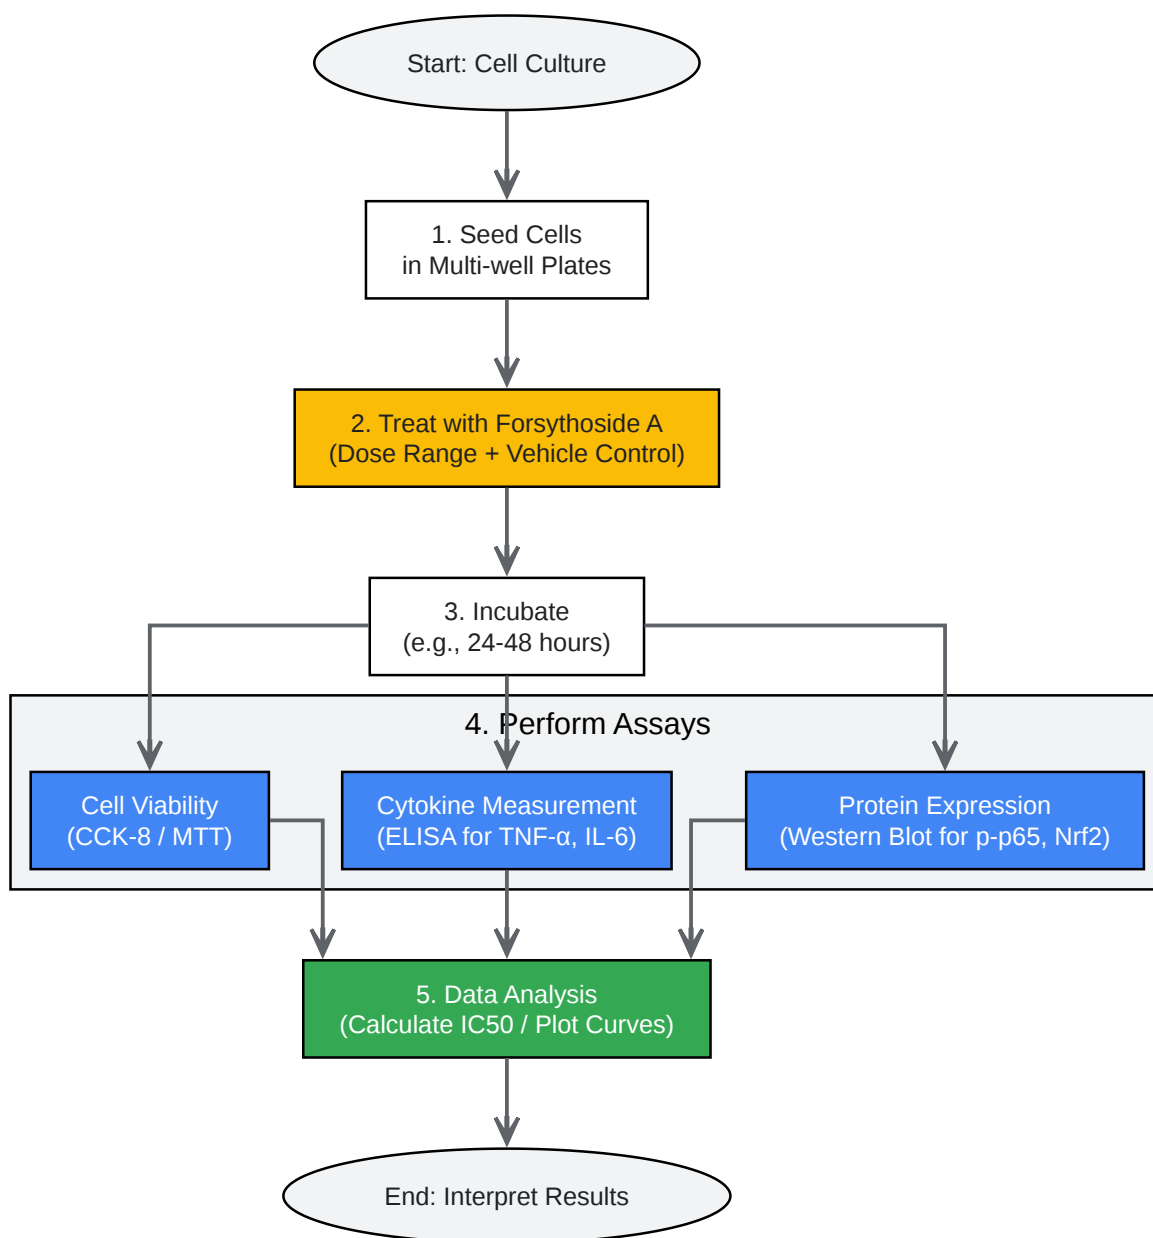 Start: Cell Culture
1. Seed Cells
in Multi-well Plates
2. Treat with Forsythoside A
(Dose Range + Vehicle Control)
3. Incubate
(e.g., 24-48 hours)
4. Perform Assays
Cell Viability
(CCK-8 / MTT)
Cytokine Measurement
(ELISA for TNF-α, IL-6)
Protein Expression
(Western Blot for p-p65, Nrf2)
5. Data Analysis
(Calculate IC50 / Plot Curves)
End: Interpret Results